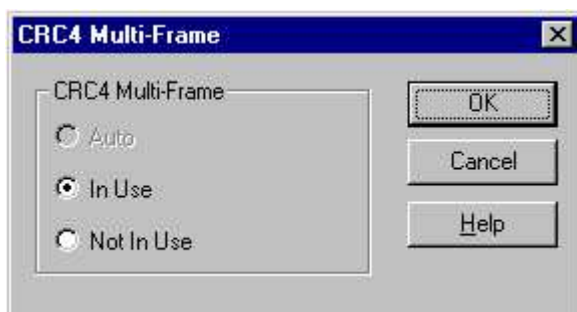 CRC4 Multi-Frame
CRC4 Multi-Frame
Auto
In Use
Not In Use
OK
Cancel
Help